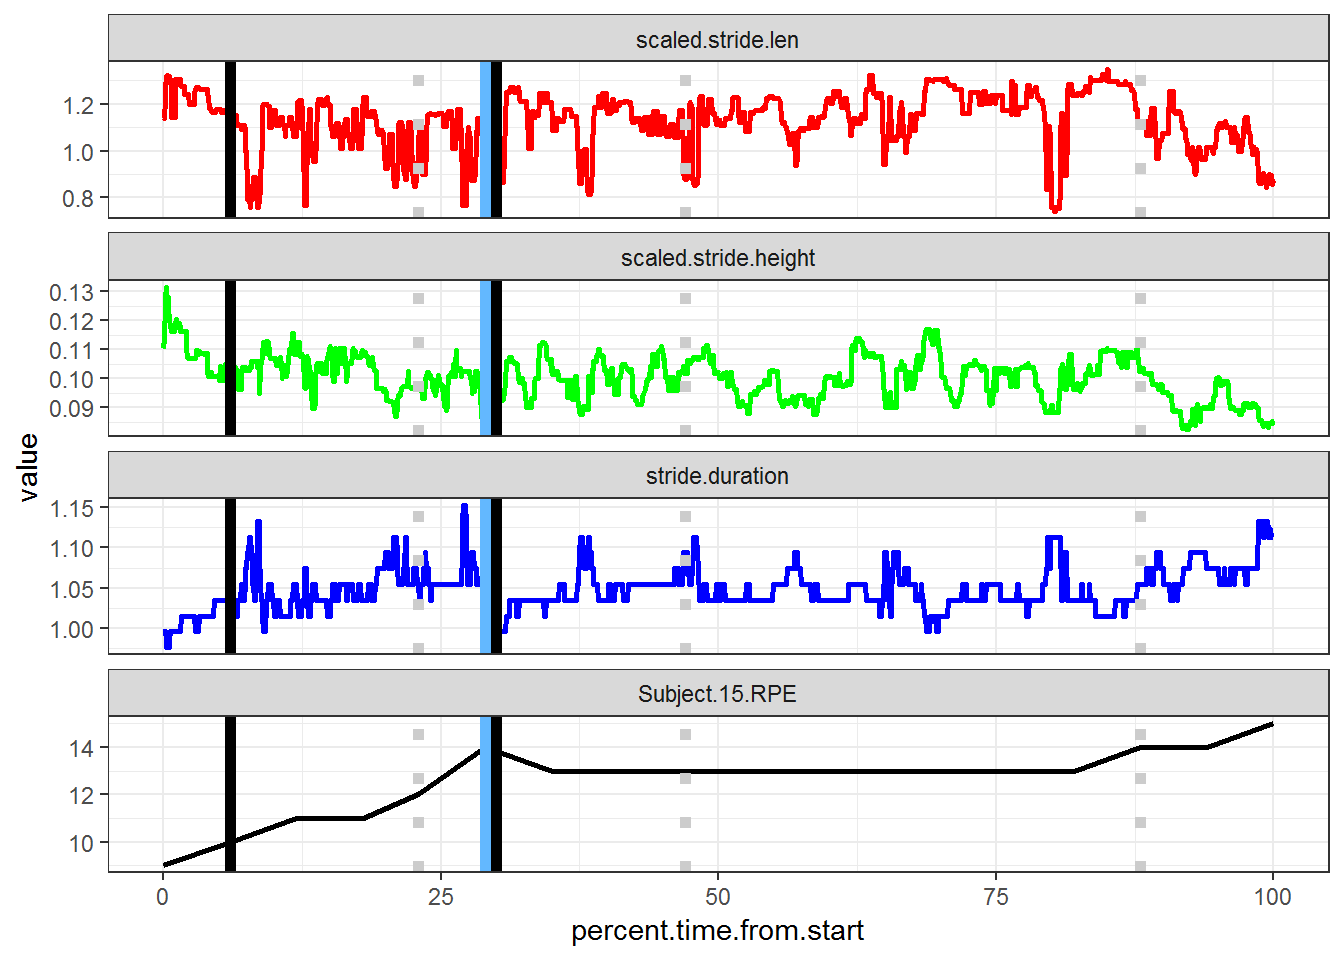 scaled.stride.len
1.2
1.0
0.8
scaled.stride.height
0.13
0.12
0.11
0.10
0.09
value
stride.duration
1.15
1.10
1.05
1.00
Subject.15.RPE
14
12
10
0 25 50 75 100
percent.time.from.start